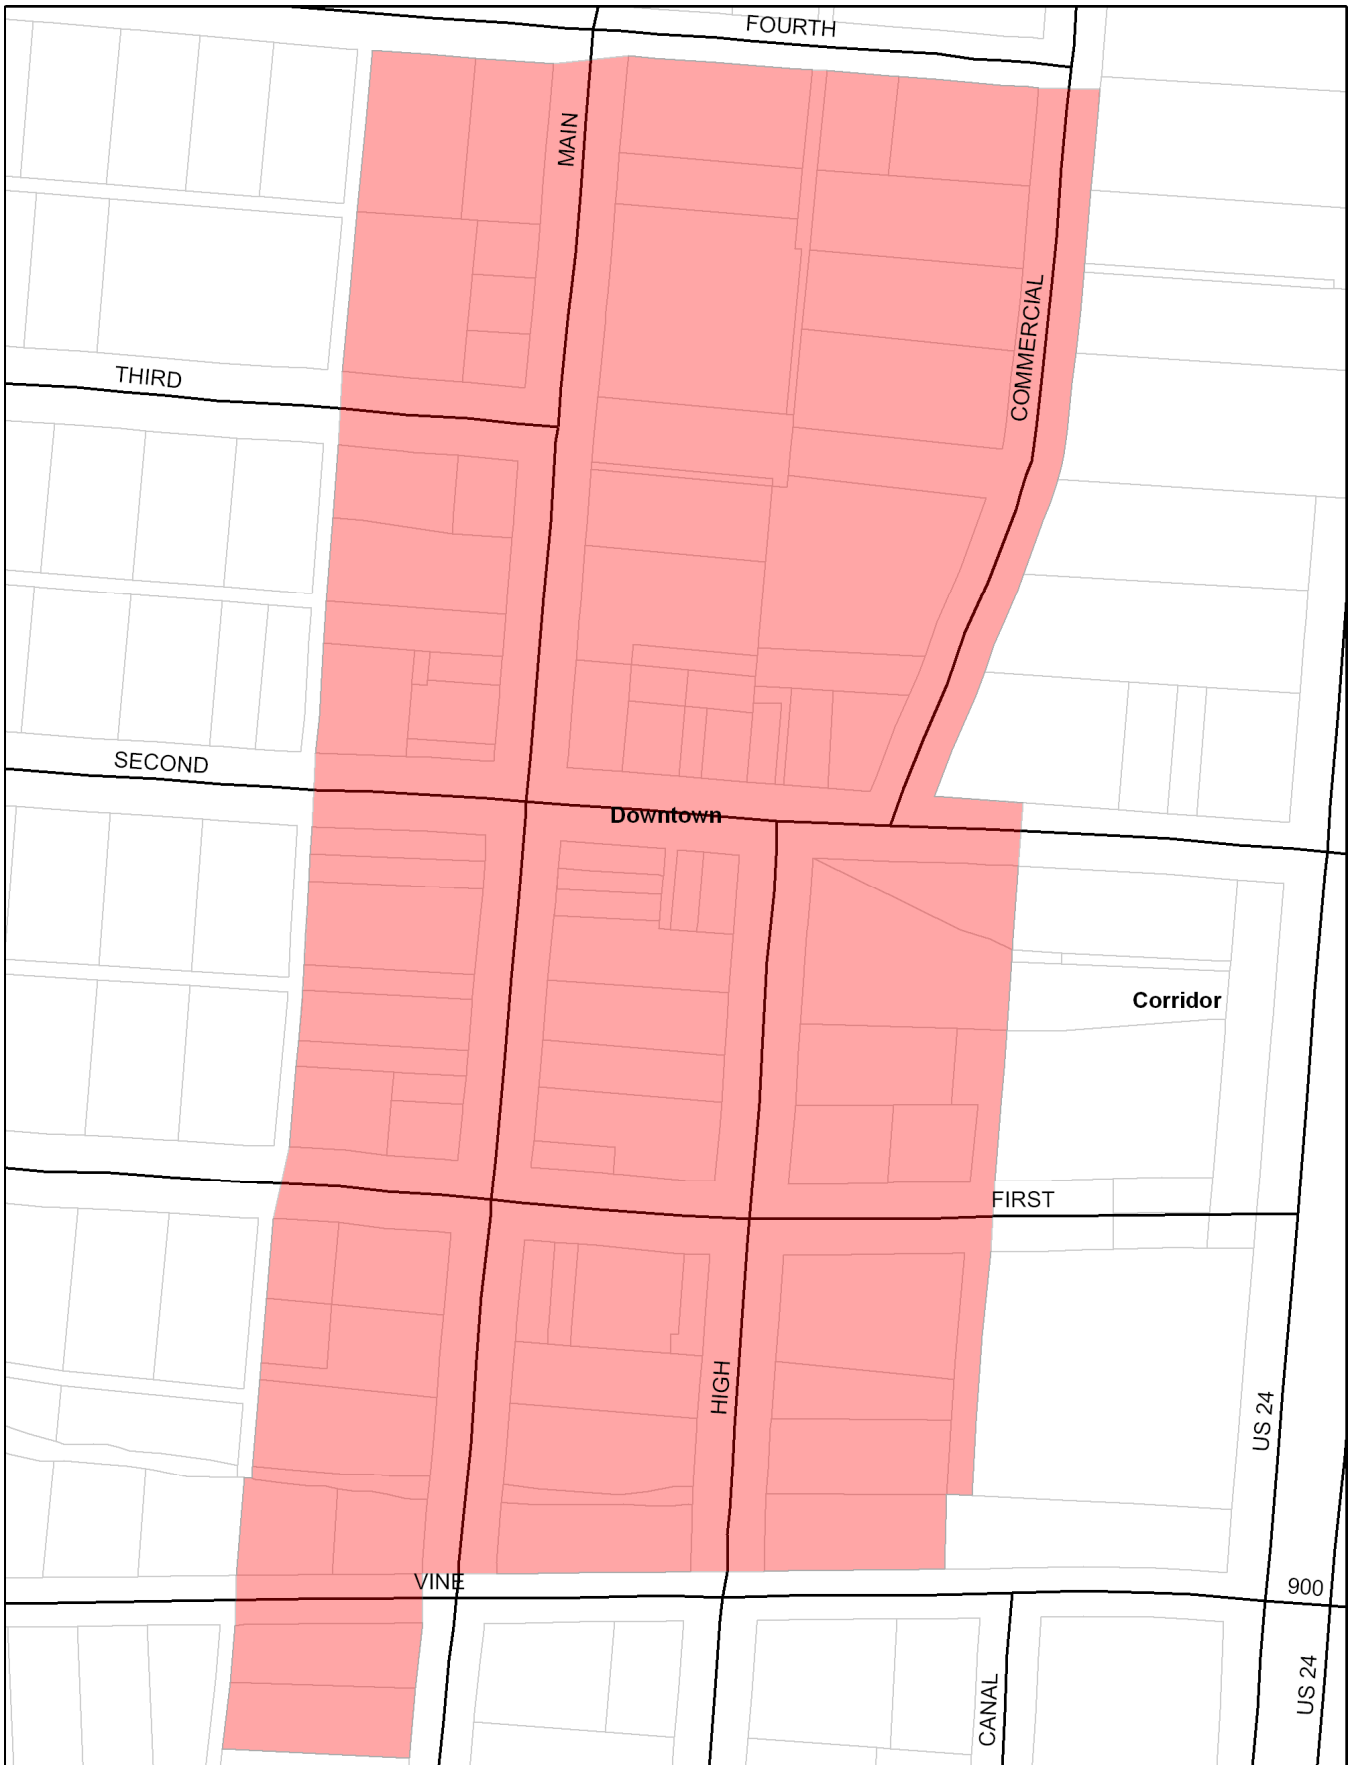 FOURTH
MAIN
COMMERCIAL
THIRD
SECOND
Downtown
Corridor
FIRST
HIGH
US 24
VINE
900
CANAL
US 24